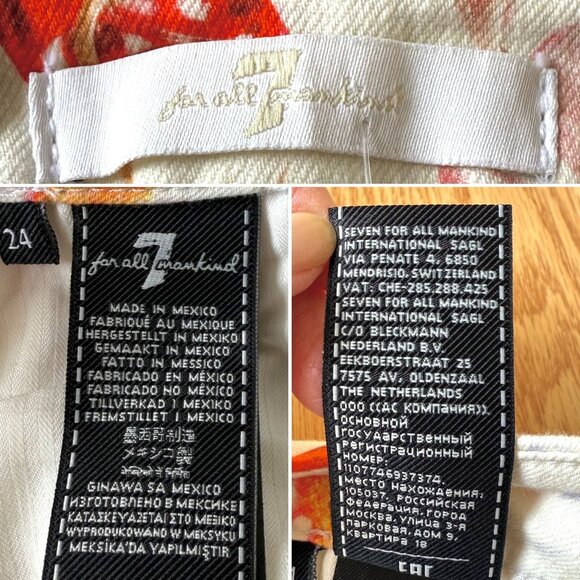 7
for all mankind
24
7
for all mankind
MADE IN MEXICO
FABRIQUÉ AU MEXIQUE
HERGESTELLT IN MEXIKO
GEMAAKT IN MEXICO
FATTO IN MESSICO
FABRICADO EN MÉXICO
FABRICADO NO MÉXICO
TILLVERKAD I MEXIKO
FREMSTILLET I MEXICO
墨西哥制造
メキシコ製
GINAWA SA MEXICO
ИЗГОТОВЛЕНО В МЕКСИКЕ
ΚΑΤΑΣΚΕΥΑΖΕΤΑΙ ΣΤΟ ΜΕΞΙΚΟ
WYPRODUKOWANO W MEKSYKU
MEKSİKA'DA YAPILMIŞTIR
SEVEN FOR ALL MANKIND
INTERNATIONAL SAGL
VIA PENATE 4, 6850
MENDRISIO, SWITZERLAND
VAT: CHE-285.288.425
SEVEN FOR ALL MANKIND
INTERNATIONAL SAGL
C/O BLECKMANN
NEDERLAND B.V.
EEKBOERSTRAAT 25
7575 AV, OLDENZAAL
THE NETHERLANDS
ООО ((САС КОМПАНИЯ)),
ОСНОВНОЙ
ГОСУДАРСТВЕННЫЙ
РЕГИСТРАЦИОННЫЙ
НОМЕР:
1107746937374,
МЕСТО НАХОЖДЕНИЯ:
105037, РОССИЙСКАЯ
ФЕДЕРАЦИЯ, ГОРОД
МОСКВА, УЛИЦА 3-Я
ПАРКОВАЯ, ДОМ 9,
КВАРТИРА 18